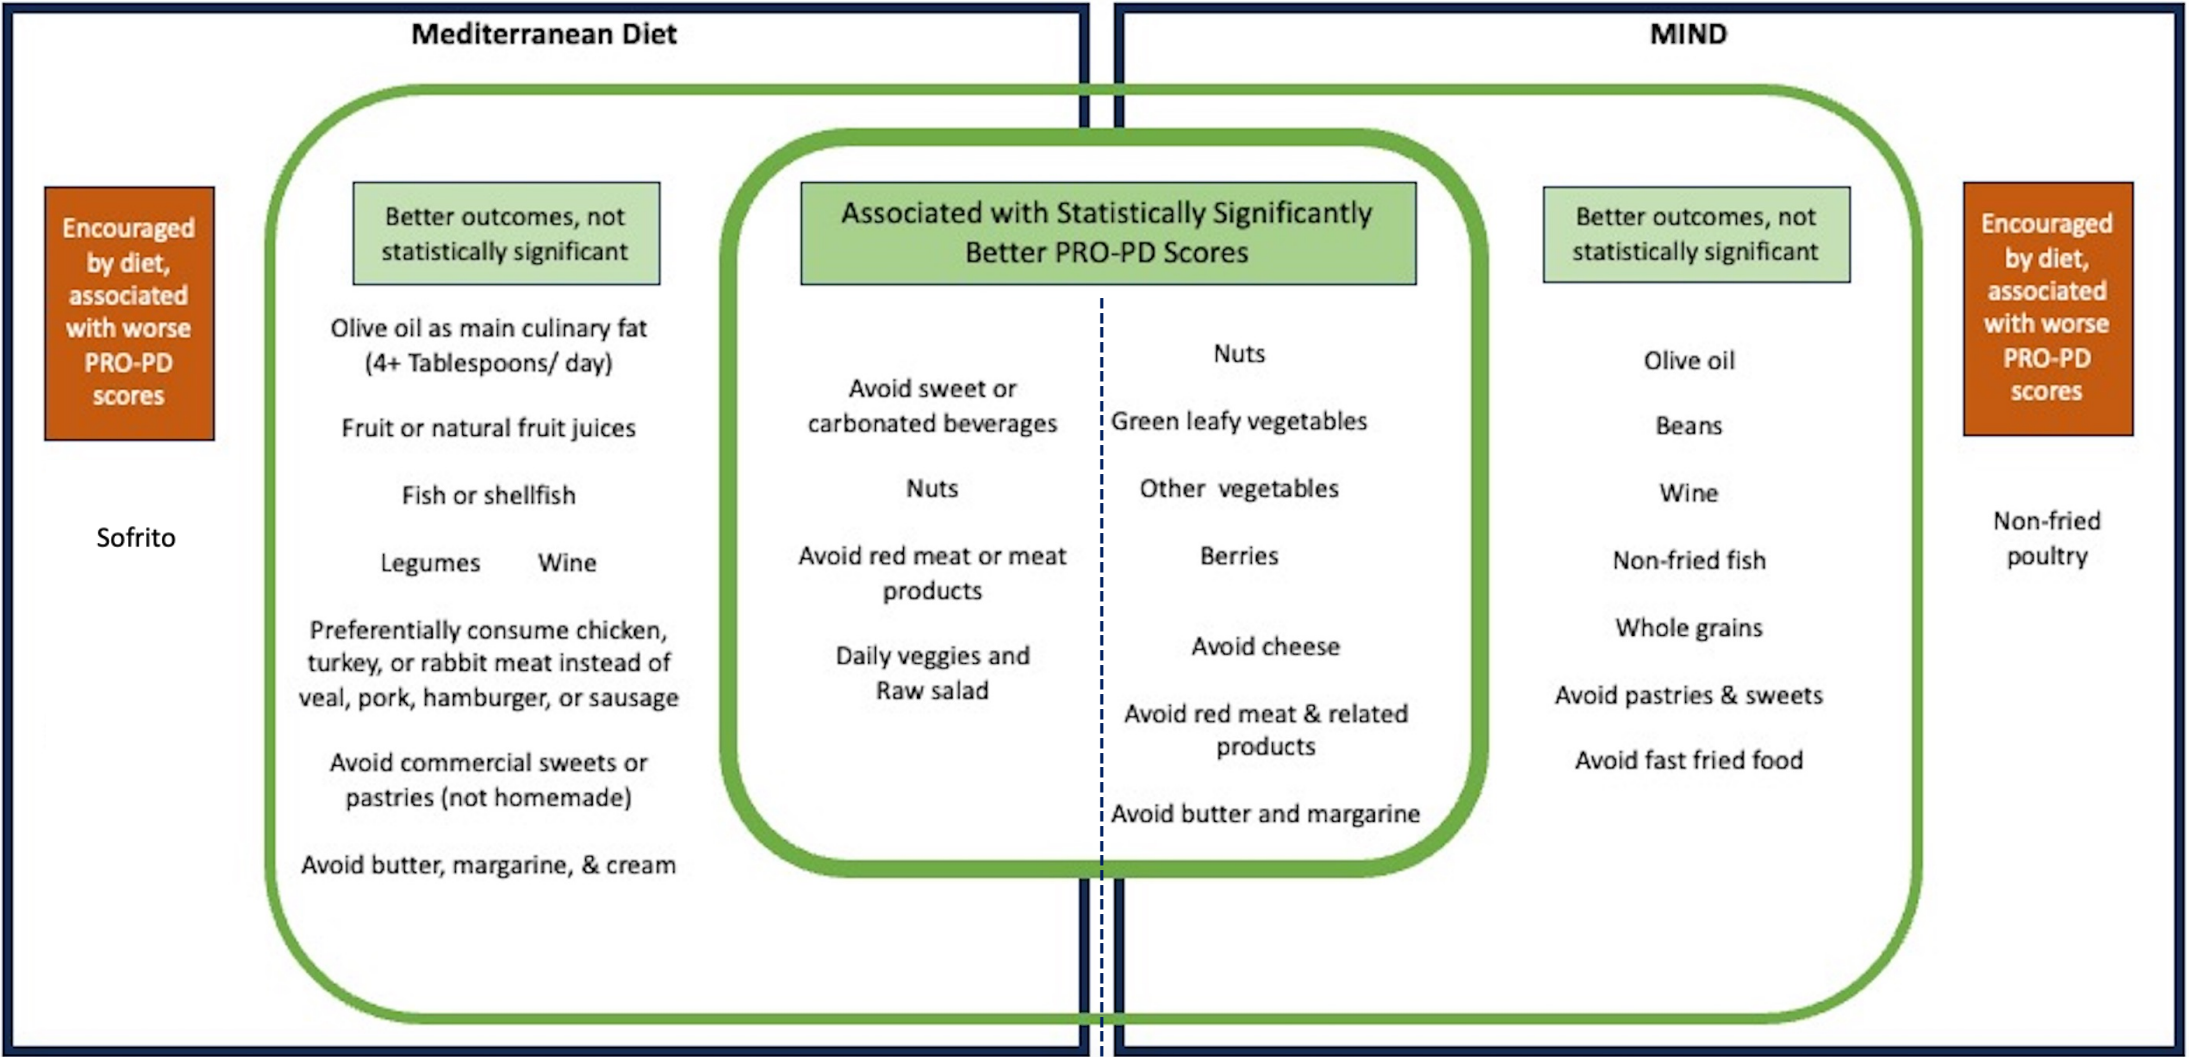 Mediterranean Diet
Encouraged
by diet,
associated
with worse
PRO-PD
scores
Sofrito
Better outcomes, not
statistically significant
Olive oil as main culinary fat
(4+ Tablespoons/ day)
Fruit or natural fruit juices
Fish or shellfish
Legumes Wine
Preferentially consume chicken,
turkey, or rabbit meat instead of
veal, pork, hamburger, or sausage
Avoid commercial sweets or
pastries (not homemade)
Avoid butter, margarine, & cream
Associated with Statistically Significantly
Better PRO-PD Scores
Avoid sweet or
carbonated beverages
Nuts
Avoid red meat or meat
products
Daily veggies and
Raw salad
MIND
Nuts
Green leafy vegetables
Other vegetables
Berries
Avoid cheese
Avoid red meat & related
products
Avoid butter and margarine
Better outcomes, not
statistically significant
Olive oil
Beans
Wine
Non-fried fish
Whole grains
Avoid pastries & sweets
Avoid fast fried food
Encouraged
by diet,
associated
with worse
PRO-PD
scores
Non-fried
poultry